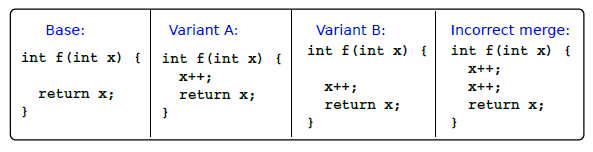 Base:
int f(int x) {
return x;
}
Variant A:
int f(int x) {
x++;
return x;
}
Variant B:
int f(int x) {
x++;
return x;
}
Incorrect merge:
int f(int x) {
x++;
x++;
return x;
}